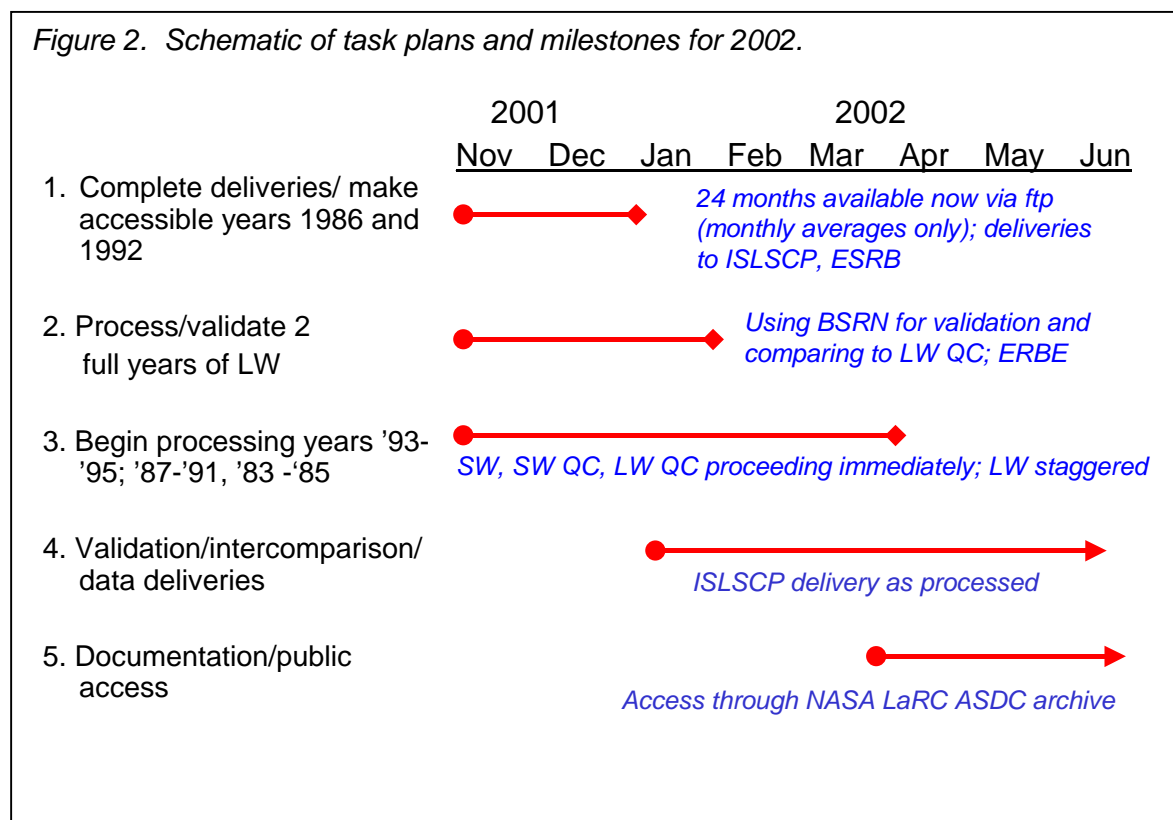 Figure 2.  Schematic of task plans and milestones for 2002.
2001 2002
Nov Dec Jan Feb Mar Apr May Jun
1. Complete deliveries/ make
accessible years 1986 and
1992
24 months available now via ftp
(monthly averages only); deliveries
to ISLSCP, ESRB
2. Process/validate 2
full years of LW
Using BSRN for validation and
comparing to LW QC; ERBE
3. Begin processing years ’93-
’95; ’87-’91, ’83 -‘85
SW, SW QC, LW QC proceeding immediately; LW staggered
4. Validation/intercomparison/
data deliveries
ISLSCP delivery as processed
5. Documentation/public
access
Access through NASA LaRC ASDC archive